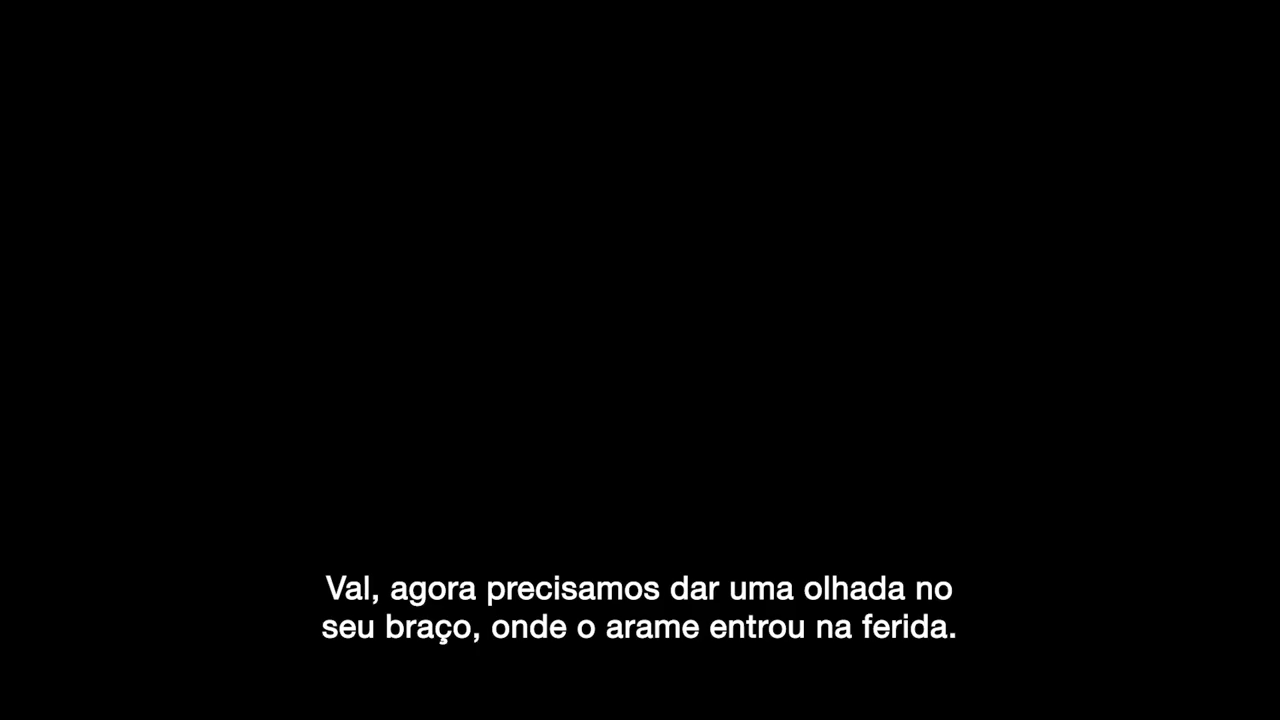 Val, agora precisamos dar uma olhada no
seu braço, onde o arame entrou na ferida.